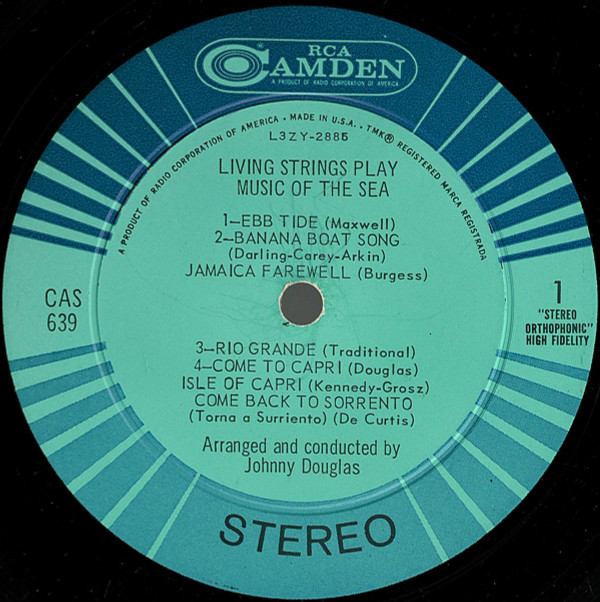 RCA
CAMDEN
A PRODUCT OF RADIO CORPORATION OF AMERICA
A PRODUCT OF RADIO CORPORATION OF AMERICA • MADE IN U.S.A. • TMK® REGISTERED MARCA REGISTRADA
L3ZY-2885
LIVING STRINGS PLAY
MUSIC OF THE SEA
1—EBB TIDE (Maxwell)
2—BANANA BOAT SONG
(Darling-Carey-Arkin)
JAMAICA FAREWELL (Burgess)
CAS
639
1
"STEREO
ORTHOPHONIC"
HIGH FIDELITY
3—RIO GRANDE (Traditional)
4—COME TO CAPRI (Douglas)
ISLE OF CAPRI (Kennedy-Grosz)
COME BACK TO SORRENTO
(Torna a Surriento) (De Curtis)
Arranged and conducted by
Johnny Douglas
STEREO